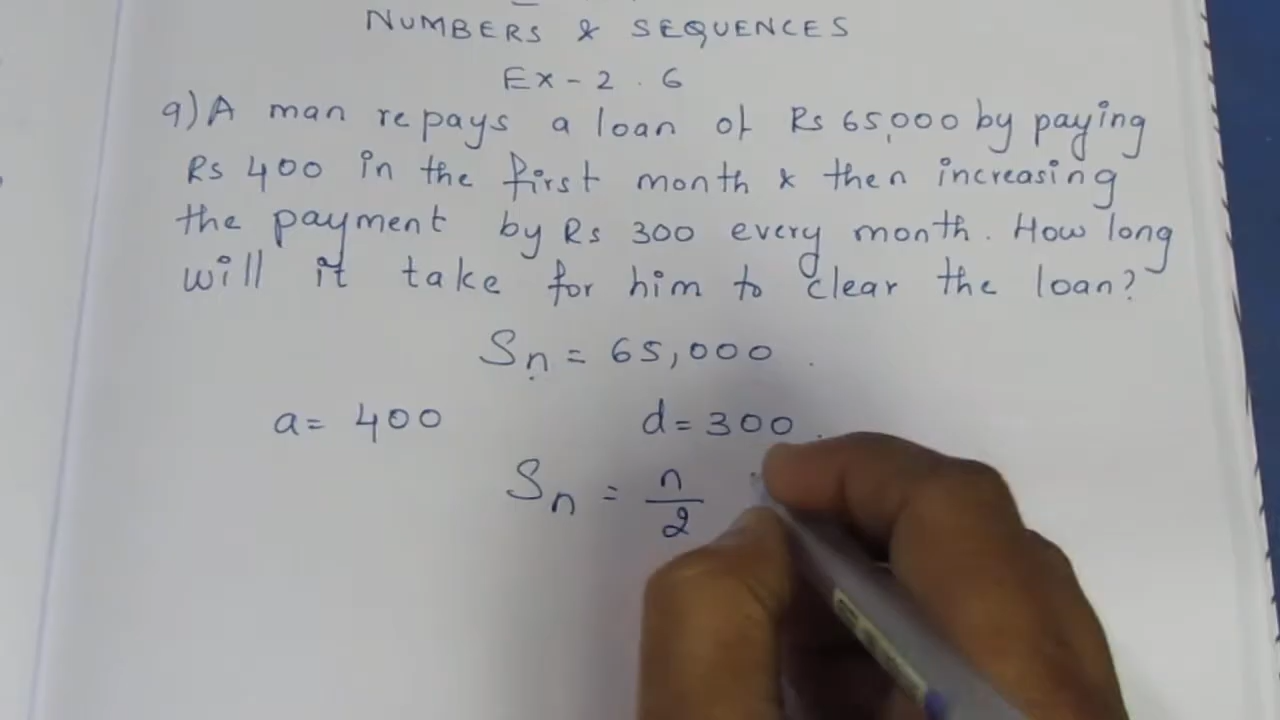 NUMBERS & SEQUENCES
Ex - 2 . 6
9) A man repays a loan of Rs 65,000 by paying
Rs 400 in the first month & then increasing
the payment by Rs 300 every month. How long
will it take for him to clear the loan?
Sn = 65,000 .
a = 400 d = 300 .
Sn = n/2